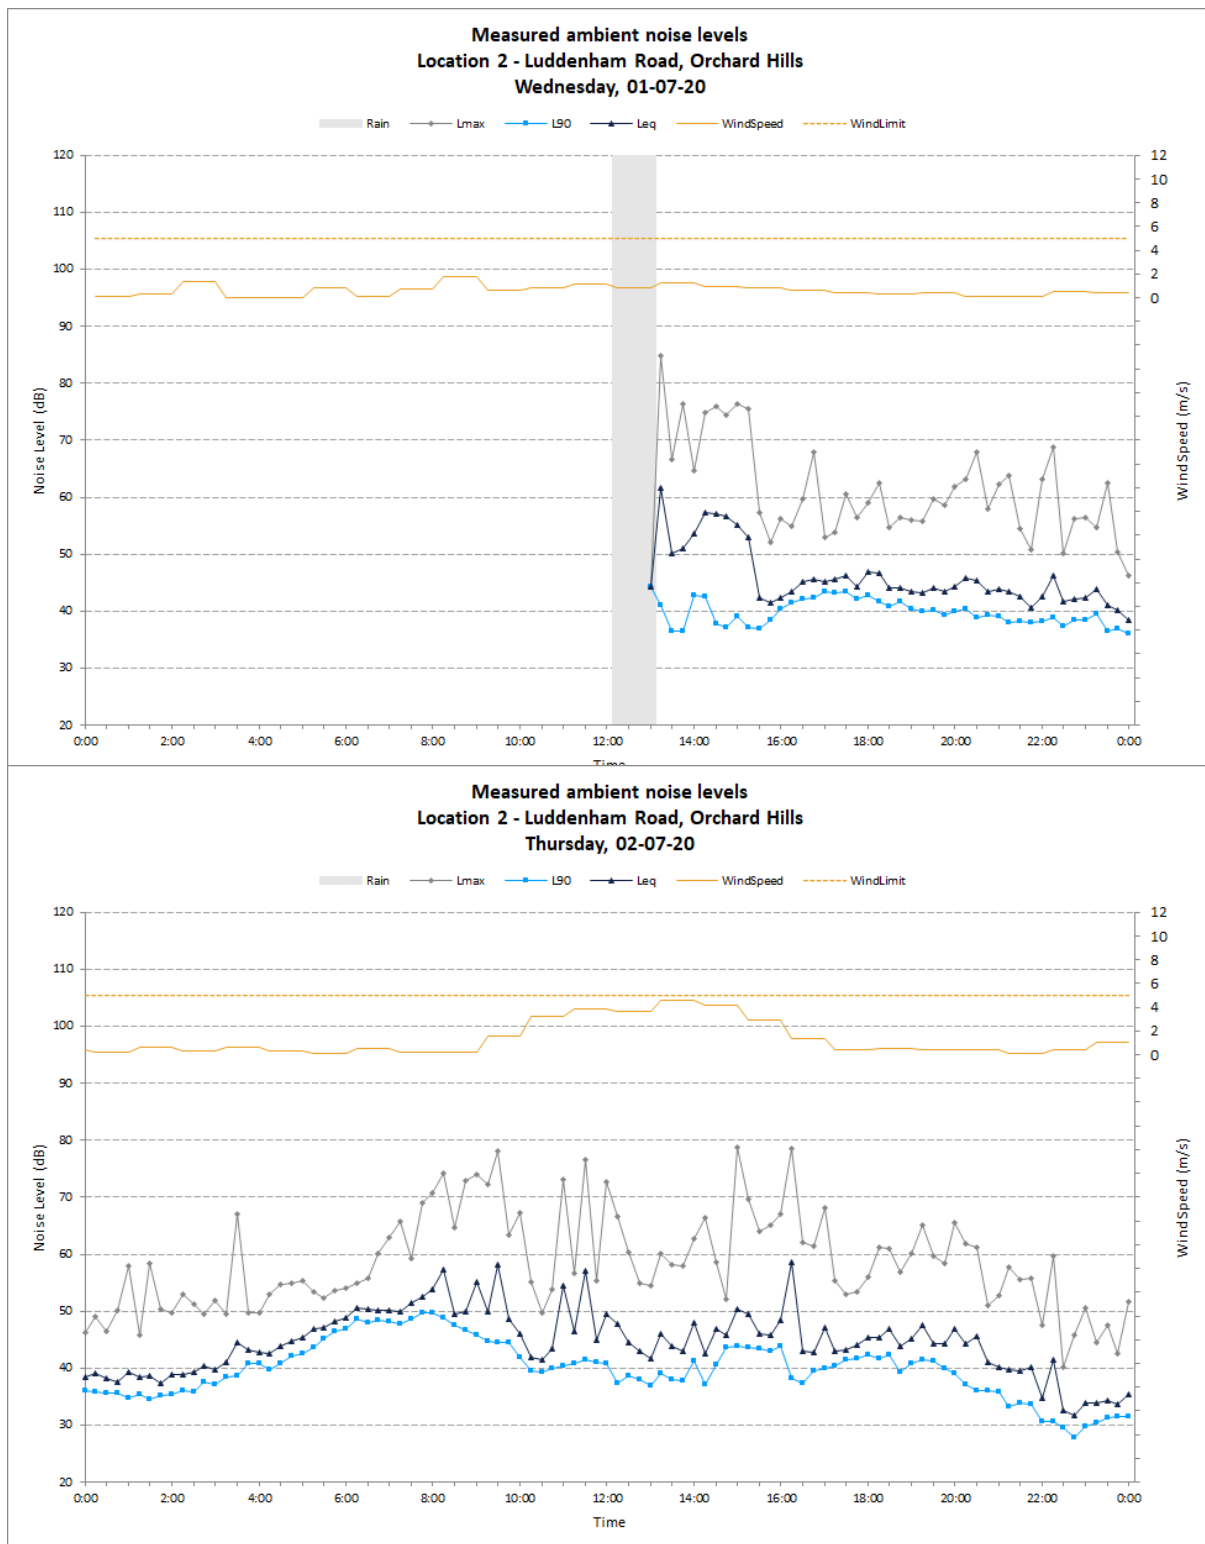 Measured ambient noise levels
Location 2 - Luddenham Road, Orchard Hills
Wednesday, 01-07-20
Rain Lmax L90 Leq WindSpeed WindLimit
120 12
10
110 8
6
4
100 2
0
90
80
70
60
50
40
30
20
Noise Level (dB)
WindSpeed (m/s)
0:00 2:00 4:00 6:00 8:00 10:00 12:00 14:00 16:00 18:00 20:00 22:00 0:00
Time
Measured ambient noise levels
Location 2 - Luddenham Road, Orchard Hills
Thursday, 02-07-20
Rain Lmax L90 Leq WindSpeed WindLimit
120 12
10
110 8
6
4
100 2
0
90
80
70
60
50
40
30
20
Noise Level (dB)
WindSpeed (m/s)
0:00 2:00 4:00 6:00 8:00 10:00 12:00 14:00 16:00 18:00 20:00 22:00 0:00
Time